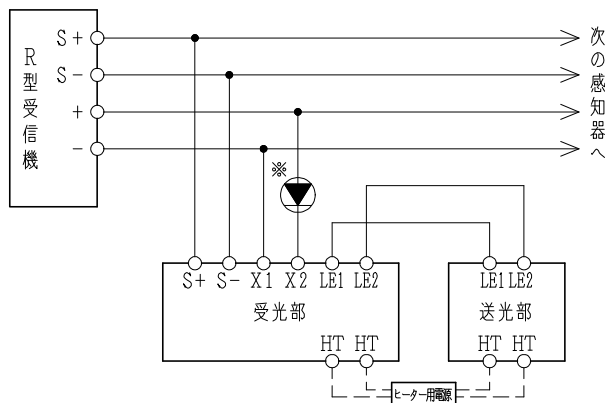 R型受信機
S+
S-
+
-
次の感知器へ
※
S+ S- X1 X2 LE1 LE2
受光部
HT HT
LE1 LE2
送光部
HT HT
ヒーター用電源